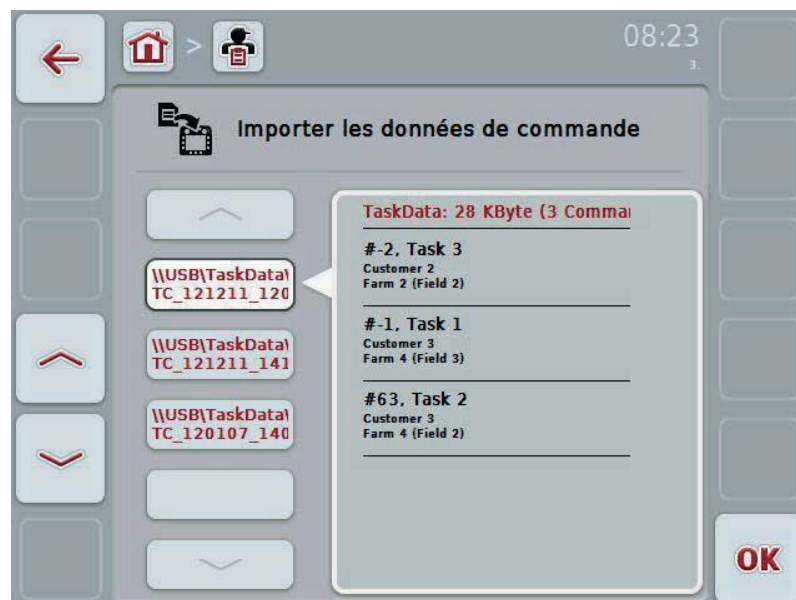 >
08:23
3.
Importer les données de commande
\\USB\TaskData\
TC_121211_120
\\USB\TaskData\
TC_121211_141
\\USB\TaskData\
TC_120107_140
TaskData: 28 KByte (3 Comma
#-2, Task 3
Customer 2
Farm 2 (Field 2)
#-1, Task 1
Customer 3
Farm 4 (Field 3)
#63, Task 2
Customer 3
Farm 4 (Field 2)
OK